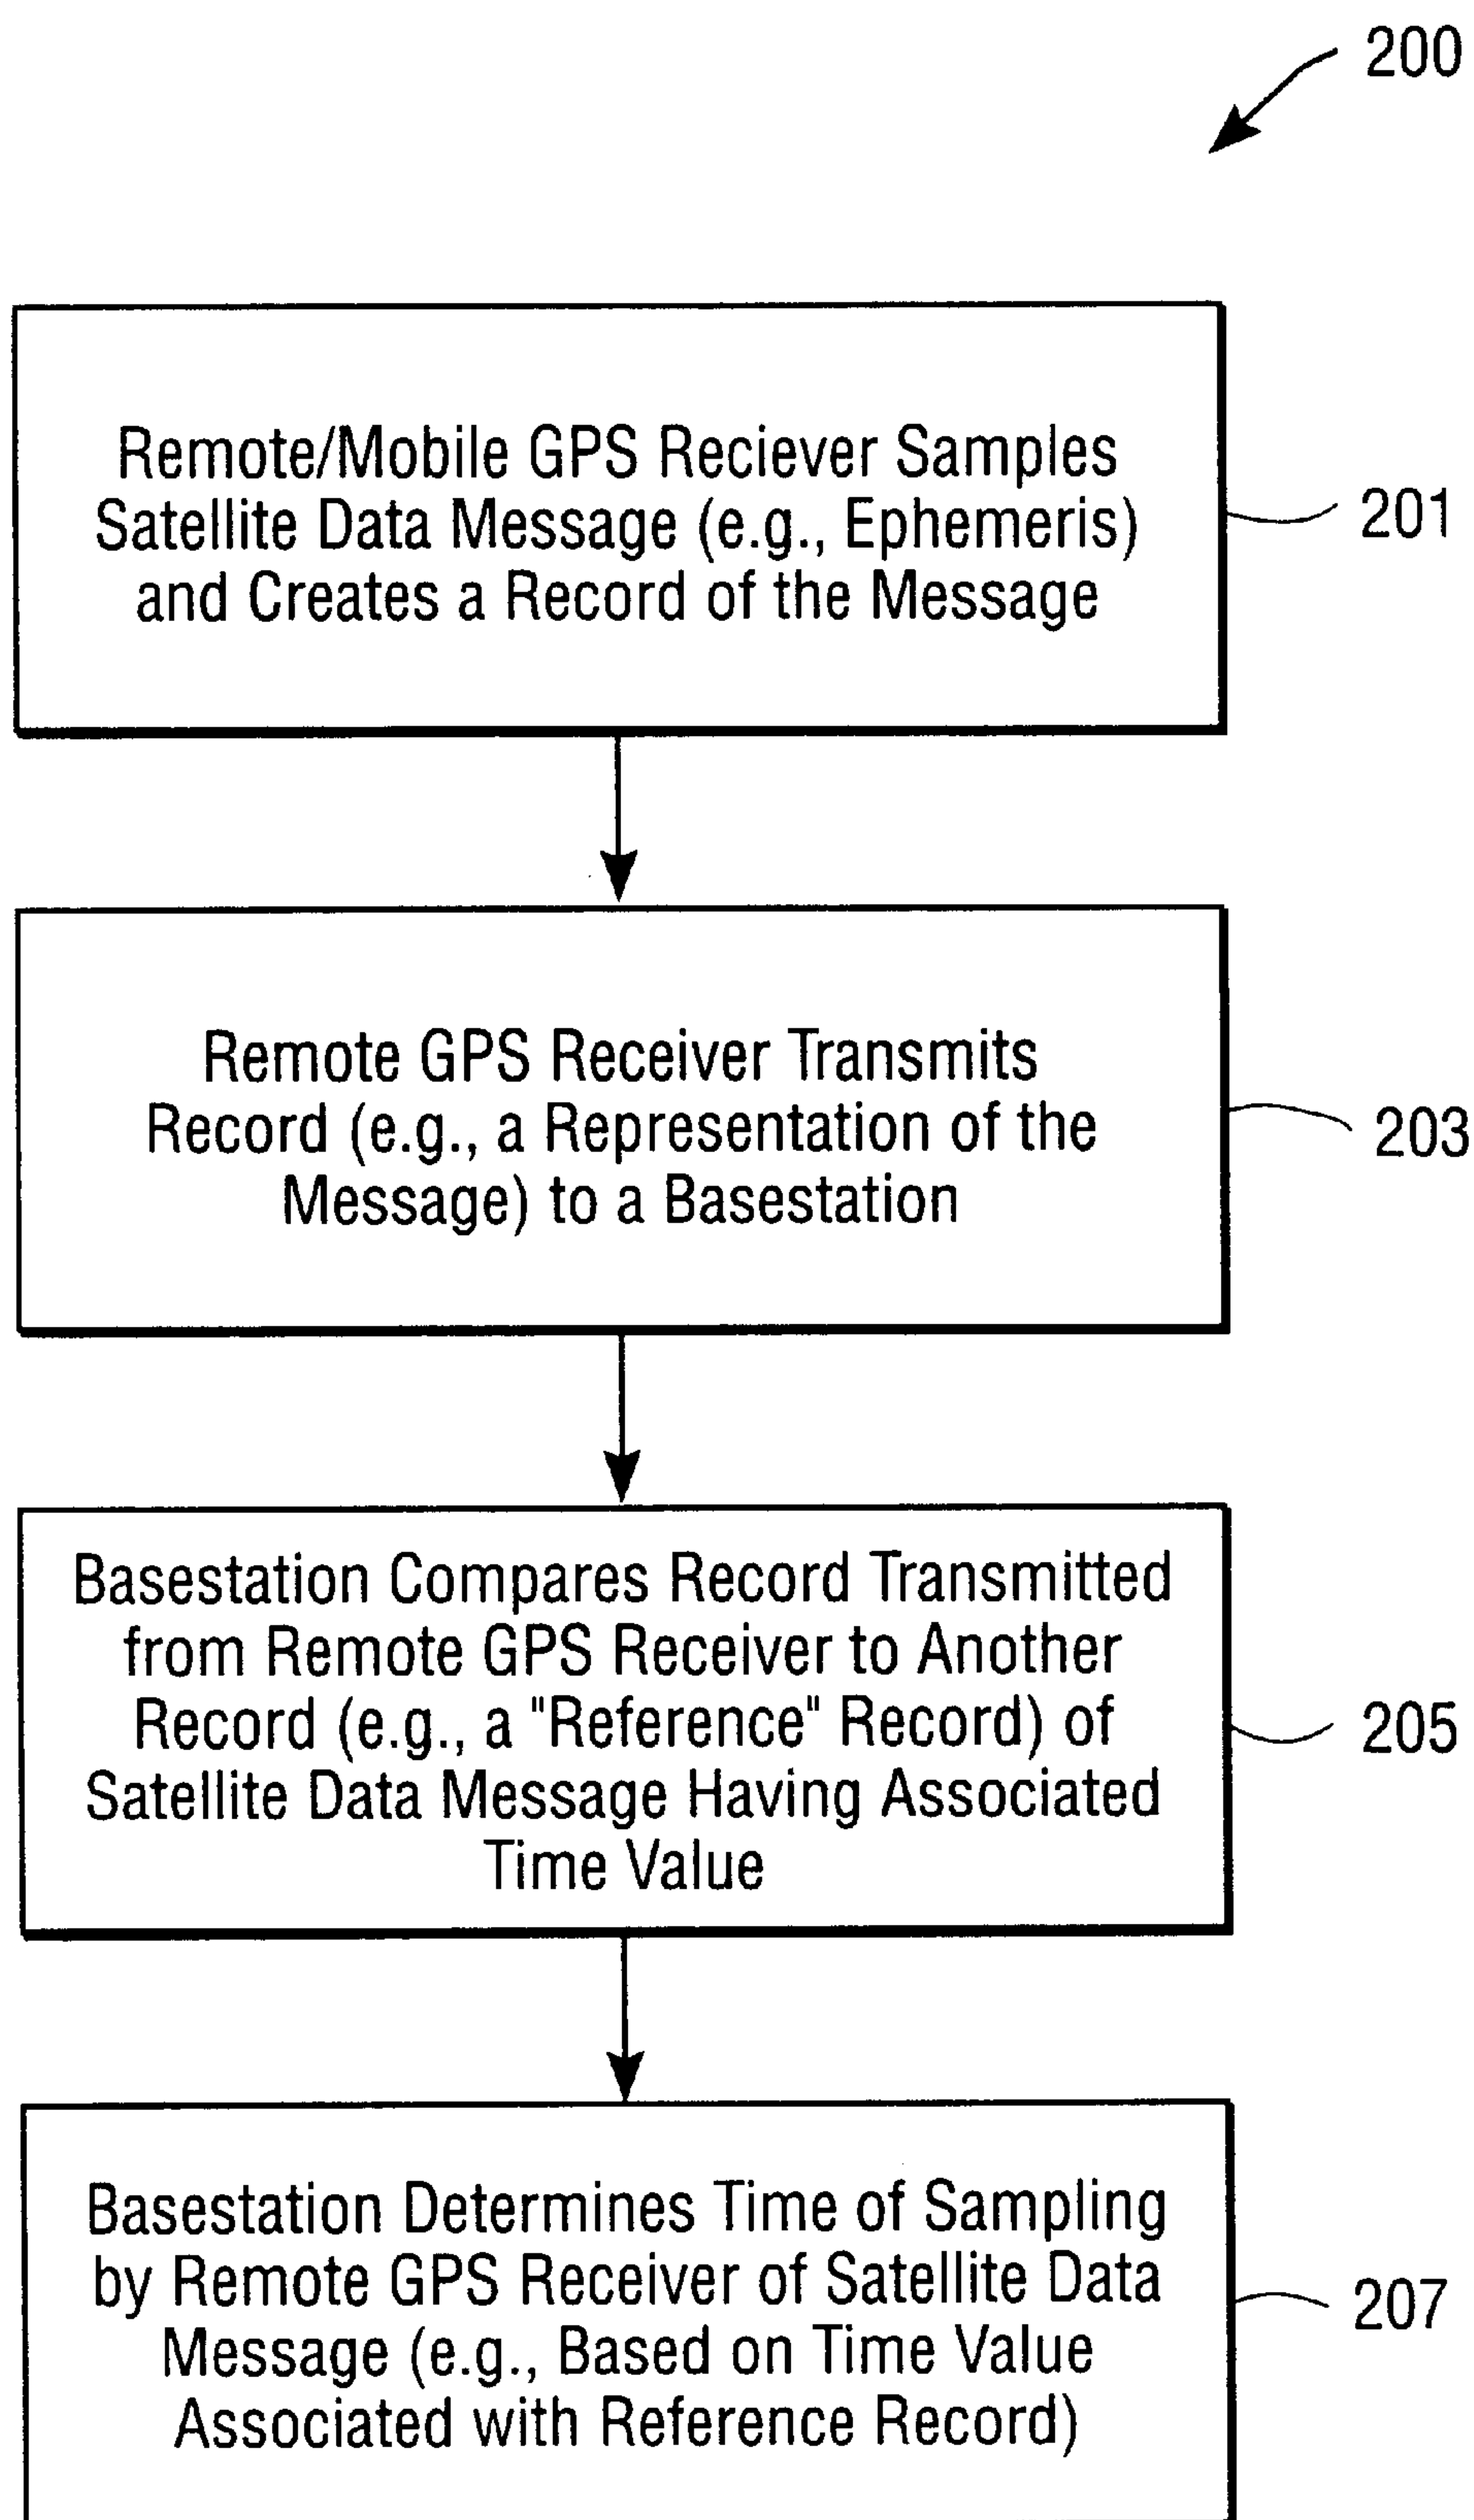 200
Remote/Mobile GPS Reciever Samples
Satellite Data Message (e.g., Ephemeris)
and Creates a Record of the Message
201
Remote GPS Receiver Transmits
Record (e.g., a Representation of the
Message) to a Basestation
203
Basestation Compares Record Transmitted
from Remote GPS Receiver to Another
Record (e.g., a "Reference" Record) of
Satellite Data Message Having Associated
Time Value
205
Basestation Determines Time of Sampling
by Remote GPS Receiver of Satellite Data
Message (e.g., Based on Time Value
Associated with Reference Record)
207